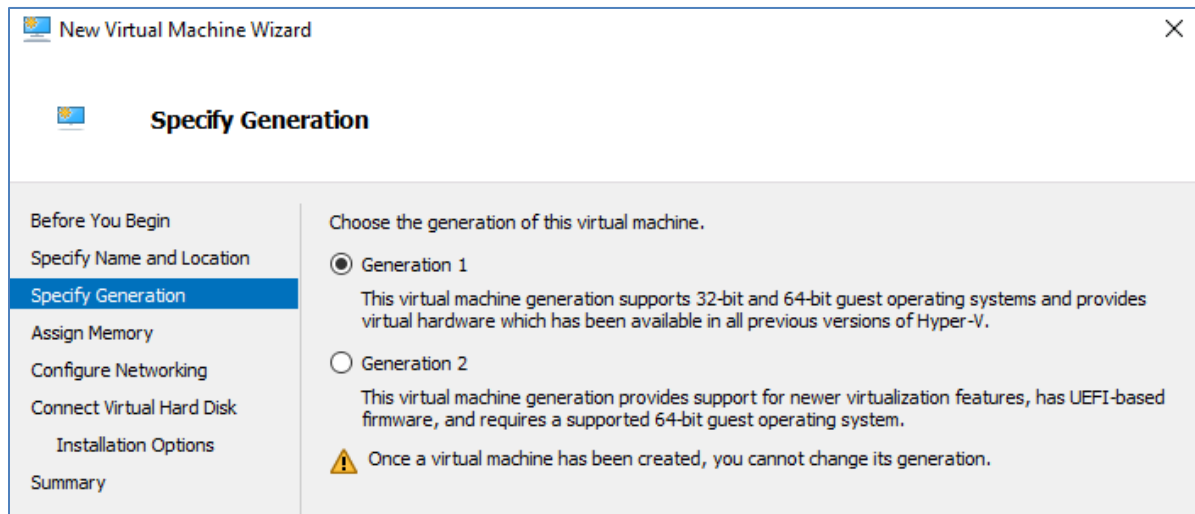 New Virtual Machine Wizard
Specify Generation
Before You Begin
Specify Name and Location
Specify Generation
Assign Memory
Configure Networking
Connect Virtual Hard Disk
Installation Options
Summary
Choose the generation of this virtual machine.
Generation 1
This virtual machine generation supports 32-bit and 64-bit guest operating systems and provides
virtual hardware which has been available in all previous versions of Hyper-V.
Generation 2
This virtual machine generation provides support for newer virtualization features, has UEFI-based
firmware, and requires a supported 64-bit guest operating system.
Once a virtual machine has been created, you cannot change its generation.